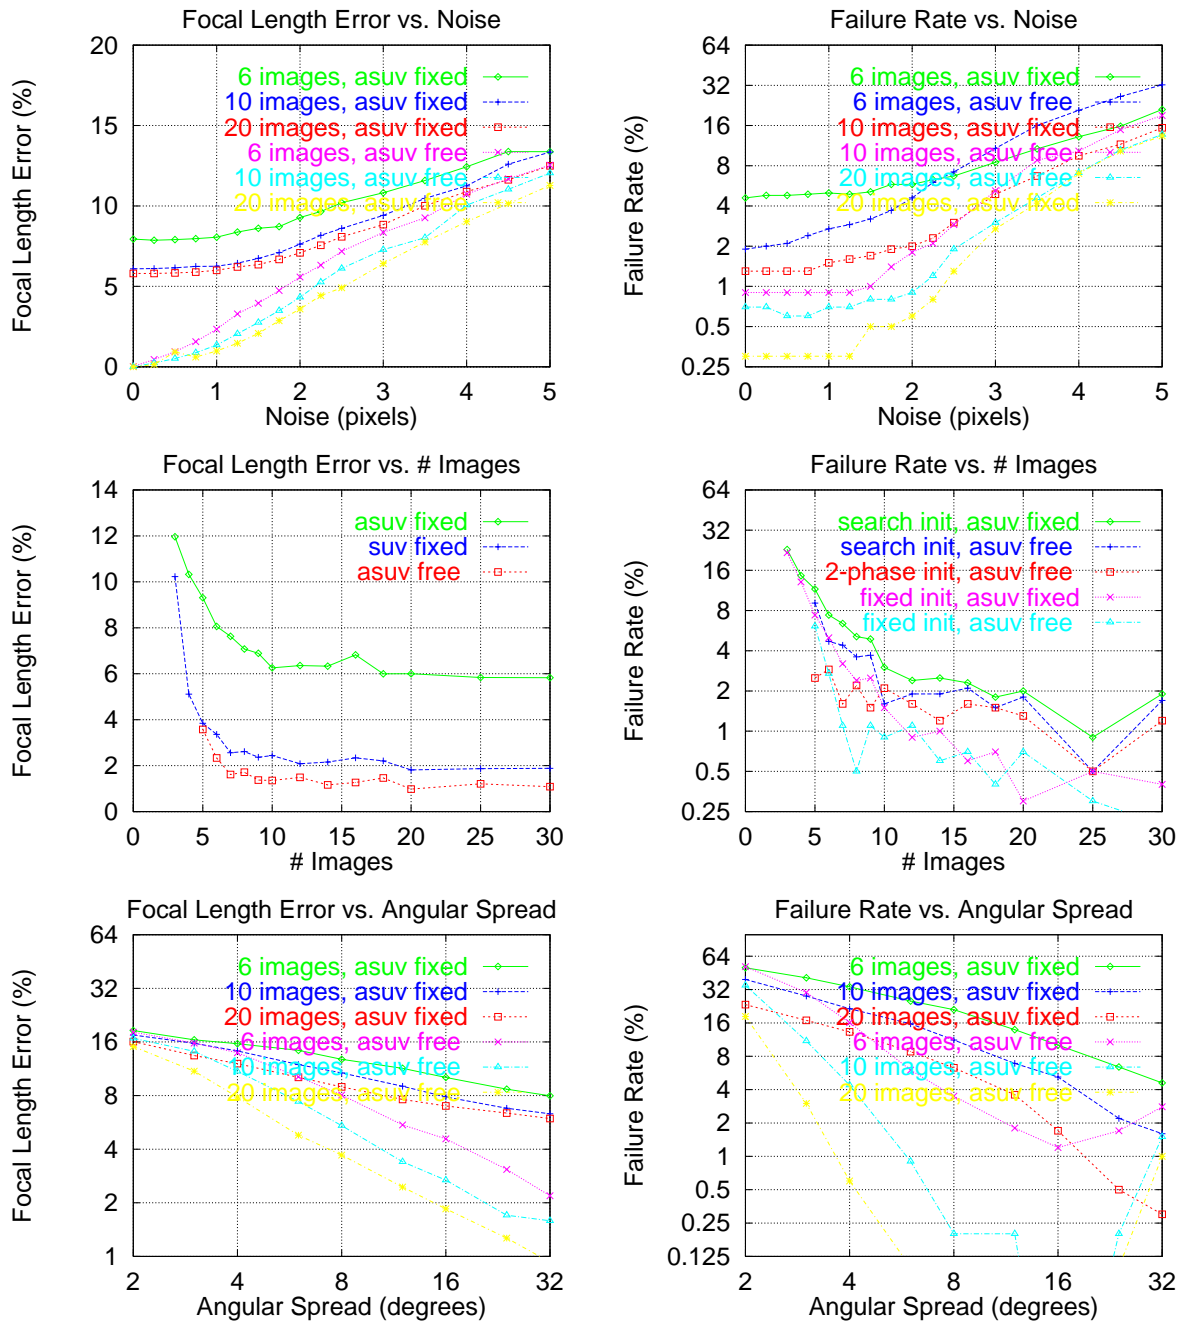 Focal Length Error vs. Noise
Focal Length Error (%)
20
15
10
5
0
6 images, asuv fixed
10 images, asuv fixed
20 images, asuv fixed
6 images, asuv free
10 images, asuv free
20 images, asuv free
0 1 2 3 4 5
Noise (pixels)
Failure Rate vs. Noise
Failure Rate (%)
64
32
16
8
4
2
1
0.5
0.25
6 images, asuv fixed
6 images, asuv free
10 images, asuv fixed
10 images, asuv free
20 images, asuv fixed
20 images, asuv free
0 1 2 3 4 5
Noise (pixels)
Focal Length Error vs. # Images
Focal Length Error (%)
14
12
10
8
6
4
2
0
asuv fixed
suv fixed
asuv free
0 5 10 15 20 25 30
# Images
Failure Rate vs. # Images
Failure Rate (%)
64
32
16
8
4
2
1
0.5
0.25
search init, asuv fixed
search init, asuv free
2-phase init, asuv free
fixed init, asuv fixed
fixed init, asuv free
0 5 10 15 20 25 30
# Images
Focal Length Error vs. Angular Spread
Focal Length Error (%)
64
32
16
8
4
2
1
6 images, asuv fixed
10 images, asuv fixed
20 images, asuv fixed
6 images, asuv free
10 images, asuv free
20 images, asuv free
2 4 8 16 32
Angular Spread (degrees)
Failure Rate vs. Angular Spread
Failure Rate (%)
64
32
16
8
4
2
1
0.5
0.25
0.125
6 images, asuv fixed
10 images, asuv fixed
20 images, asuv fixed
6 images, asuv free
10 images, asuv free
20 images, asuv free
2 4 8 16 32
Angular Spread (degrees)